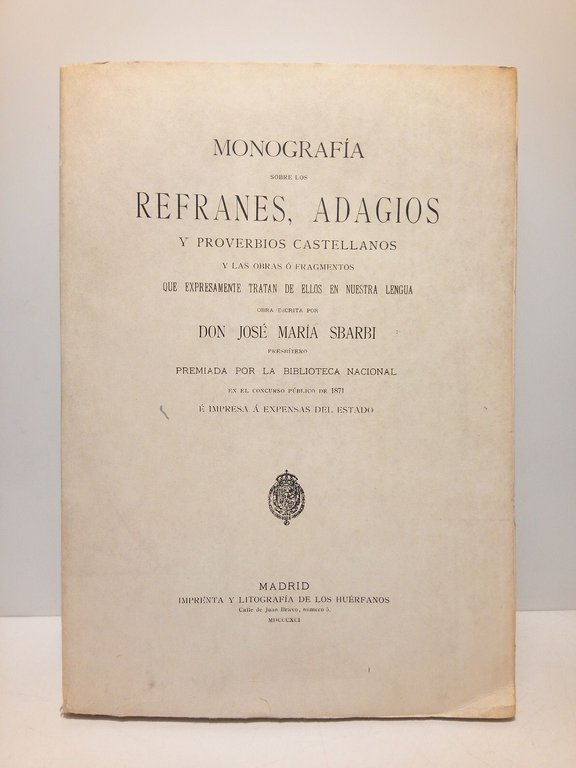 MONOGRAFÍA
SOBRE LOS
REFRANES, ADAGIOS
Y PROVERBIOS CASTELLANOS
Y LAS OBRAS Ó FRAGMENTOS
QUE EXPRESAMENTE TRATAN DE ELLOS EN NUESTRA LENGUA
OBRA ESCRITA POR
DON JOSÉ MARÍA SBARBI
PRESBÍTERO
PREMIADA POR LA BIBLIOTECA NACIONAL
EN EL CONCURSO PÚBLICO DE 1871
É IMPRESA Á EXPENSAS DEL ESTADO
MADRID
IMPRENTA Y LITOGRAFÍA DE LOS HUÉRFANOS
Calle de Juan Bravo, número 5.
MDCCCXCI